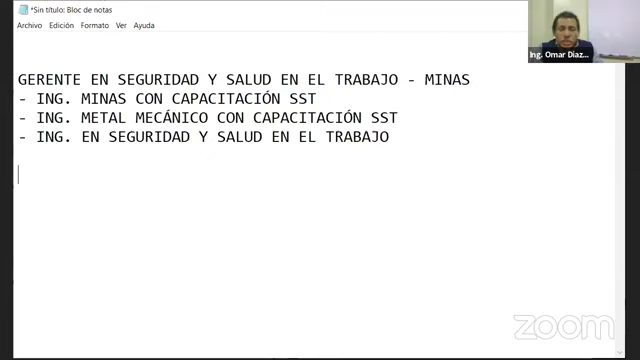 *Sin título: Bloc de notas
Archivo Edición Formato Ver Ayuda
GERENTE EN SEGURIDAD Y SALUD EN EL TRABAJO - MINAS
- ING. MINAS CON CAPACITACIÓN SST
- ING. METAL MECÁNICO CON CAPACITACIÓN SST
- ING. EN SEGURIDAD Y SALUD EN EL TRABAJO
Ing. Omar Diaz...
zoom